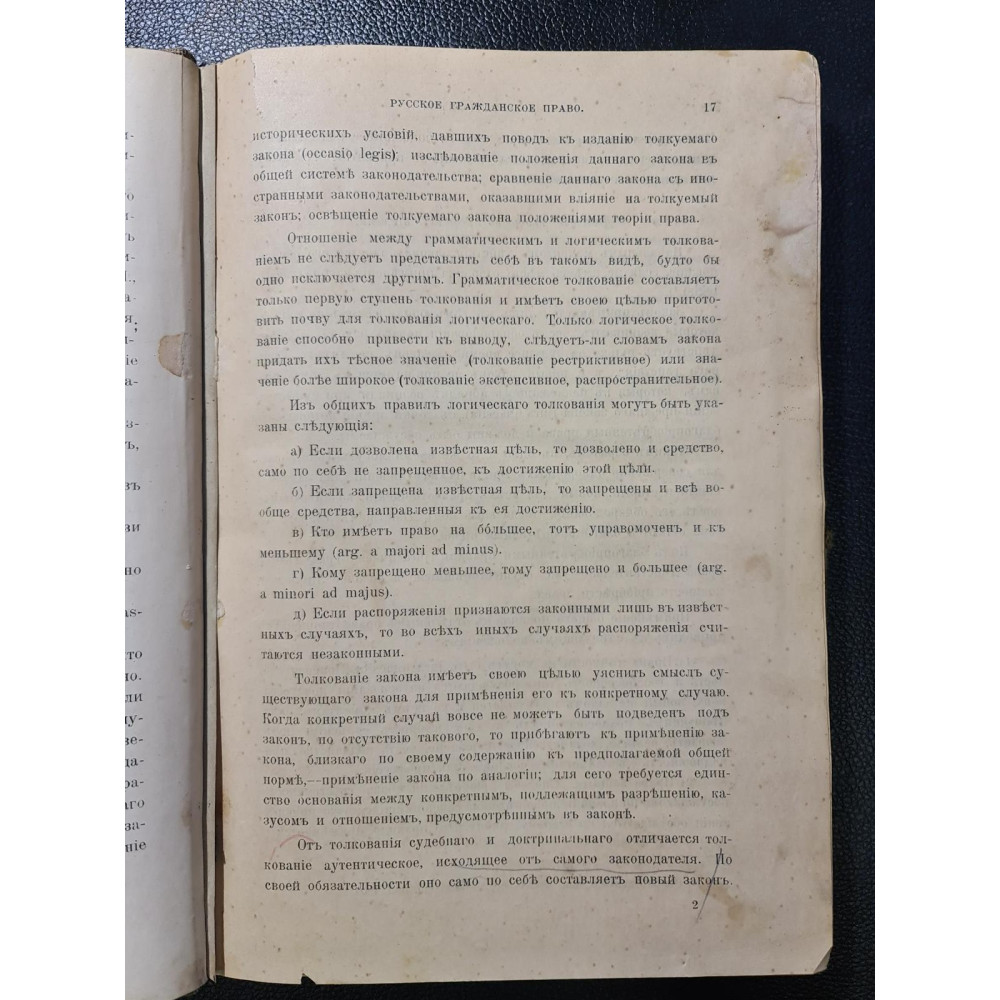 РУССКОЕ ГРАЖДАНСКОЕ ПРАВО. 17
историческихъ условій, давшихъ поводъ къ изданію толкуемаго
закона (occasio legis); изслѣдованіе положенія даннаго закона въ
общей системѣ законодательства; сравненіе даннаго закона съ ино-
странными законодательствами, оказавшими вліяніе на толкуемый
законъ; освѣщеніе толкуемаго закона положеніями теоріи права.
Отношеніе между грамматическимъ и логическимъ толкова-
ніемъ не слѣдуетъ представлять себѣ въ такомъ видѣ, будто бы
одно исключается другимъ. Грамматическое толкованіе составляетъ
только первую ступень толкованія и имѣетъ своею цѣлью пригото-
вить почву для толкованія логическаго. Только логическое толко-
ваніе способно привести къ выводу, слѣдуетъ-ли словамъ закона
придать ихъ тѣсное значеніе (толкованіе рестриктивное) или зна-
ченіе болѣе широкое (толкованіе экстенсивное, распространительное).
Изъ общихъ правилъ логическаго толкованія могутъ быть ука-
заны слѣдующія:
а) Если дозволена извѣстная цѣль, то дозволено и средство,
само по себѣ не запрещенное, къ достиженію этой цѣли.
б) Если запрещена извѣстная цѣль, то запрещены и всѣ во-
обще средства, направленныя къ ея достиженію.
в) Кто имѣетъ право на бо́льшее, тотъ управомоченъ и къ
меньшему (arg. a majori ad minus).
г) Кому запрещено меньшее, тому запрещено и большее (arg.
a minori ad majus).
д) Если распоряженія признаются законными лишь въ извѣст-
ныхъ случаяхъ, то во всѣхъ иныхъ случаяхъ распоряженія счи-
таются незаконными.
Толкованіе закона имѣетъ своею цѣлью уяснить смыслъ су-
ществующаго закона для примѣненія его къ конкретному случаю.
Когда конкретный случай вовсе не можетъ быть подведенъ подъ
законъ, по отсутствію такового, то прибѣгаютъ къ примѣненію за-
кона, близкаго по своему содержанію къ предполагаемой общей
нормѣ,—примѣненіе закона по аналогіи; для сего требуется един-
ство основанія между конкретнымъ, подлежащимъ разрѣшенію, ка-
зусомъ и отношеніемъ, предусмотрѣннымъ въ законѣ.
Отъ толкованія судебнаго и доктринальнаго отличается тол-
кованіе аутентическое, исходящее отъ самого законодателя. По
своей обязательности оно само по себѣ составляетъ новый законъ.
2